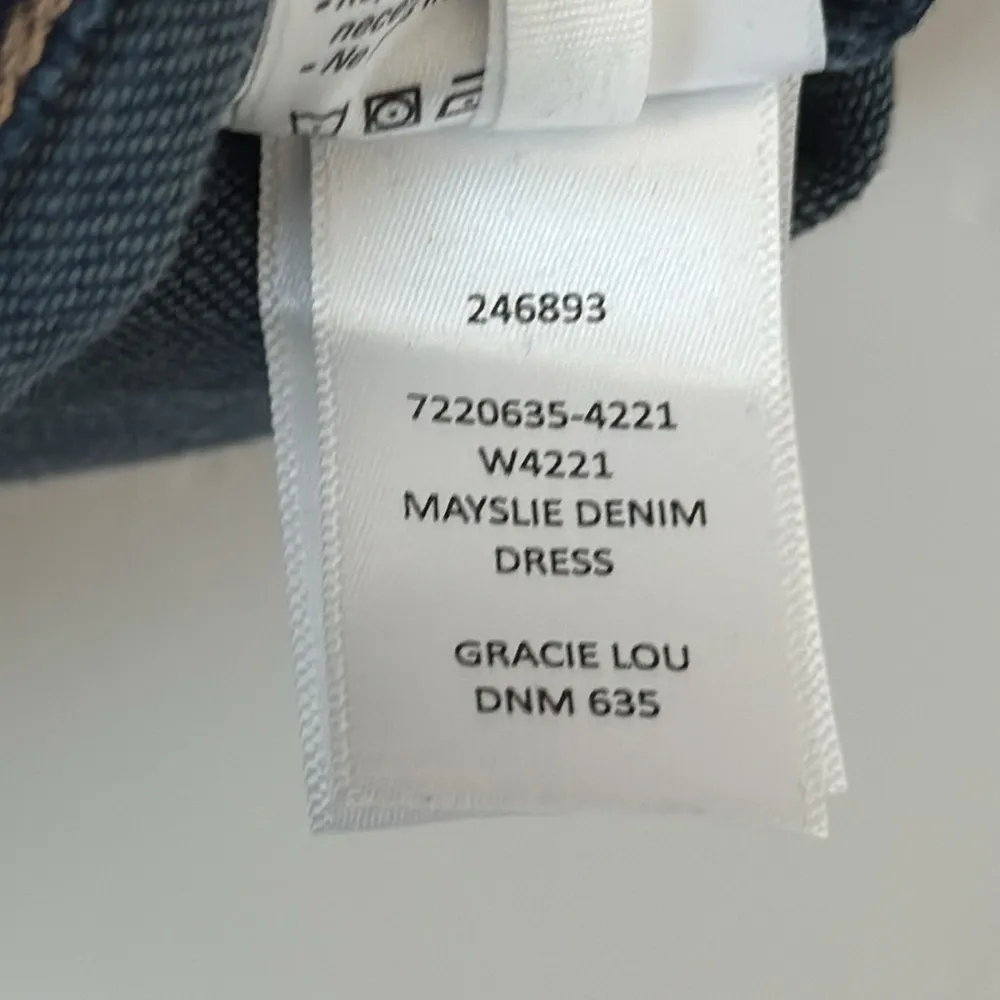 246893
7220635-4221
W4221
MAYSLIE DENIM
DRESS
GRACIE LOU
DNM 635